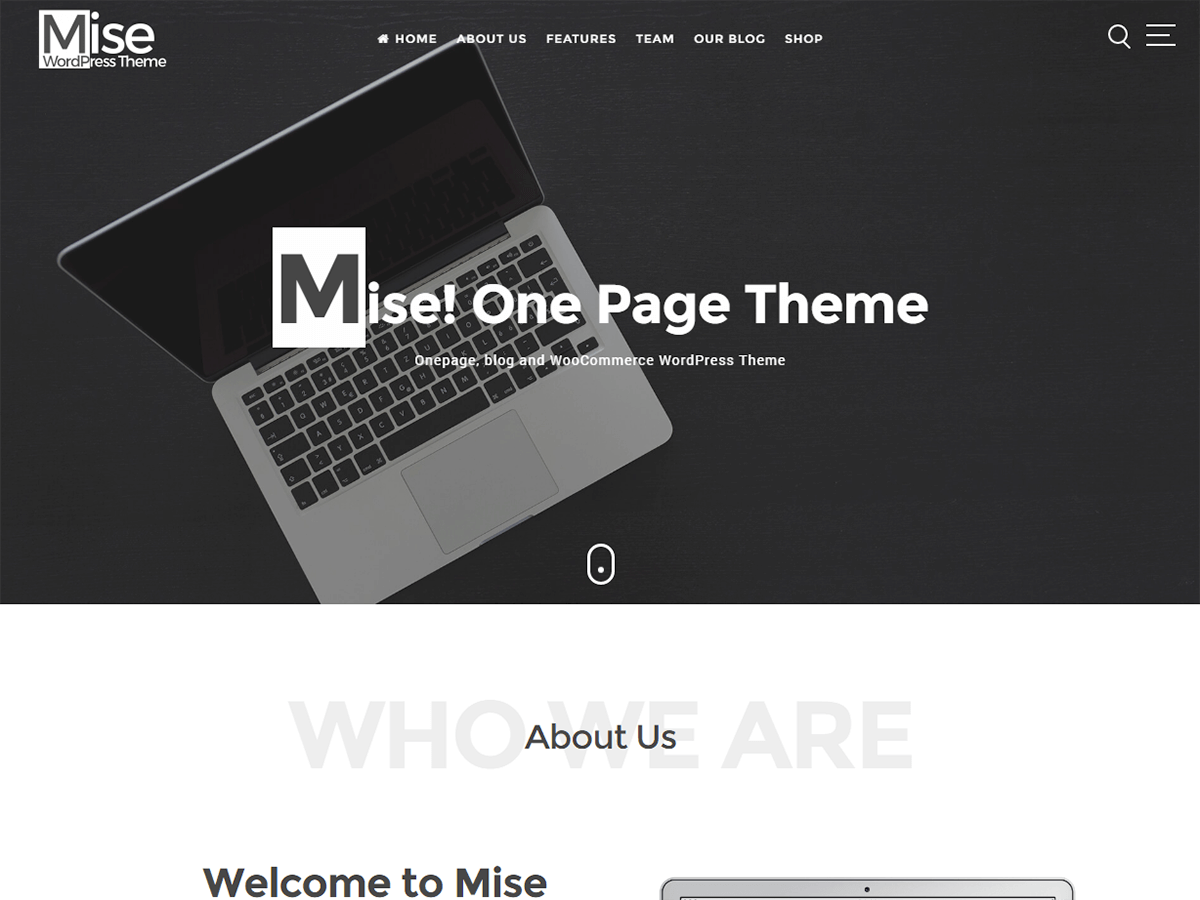 Mise
WordPress Theme
HOME ABOUT US FEATURES TEAM OUR BLOG SHOP
Mise! One Page Theme
Onepage, blog and WooCommerce WordPress Theme
WHO WE ARE
About Us
Welcome to Mise